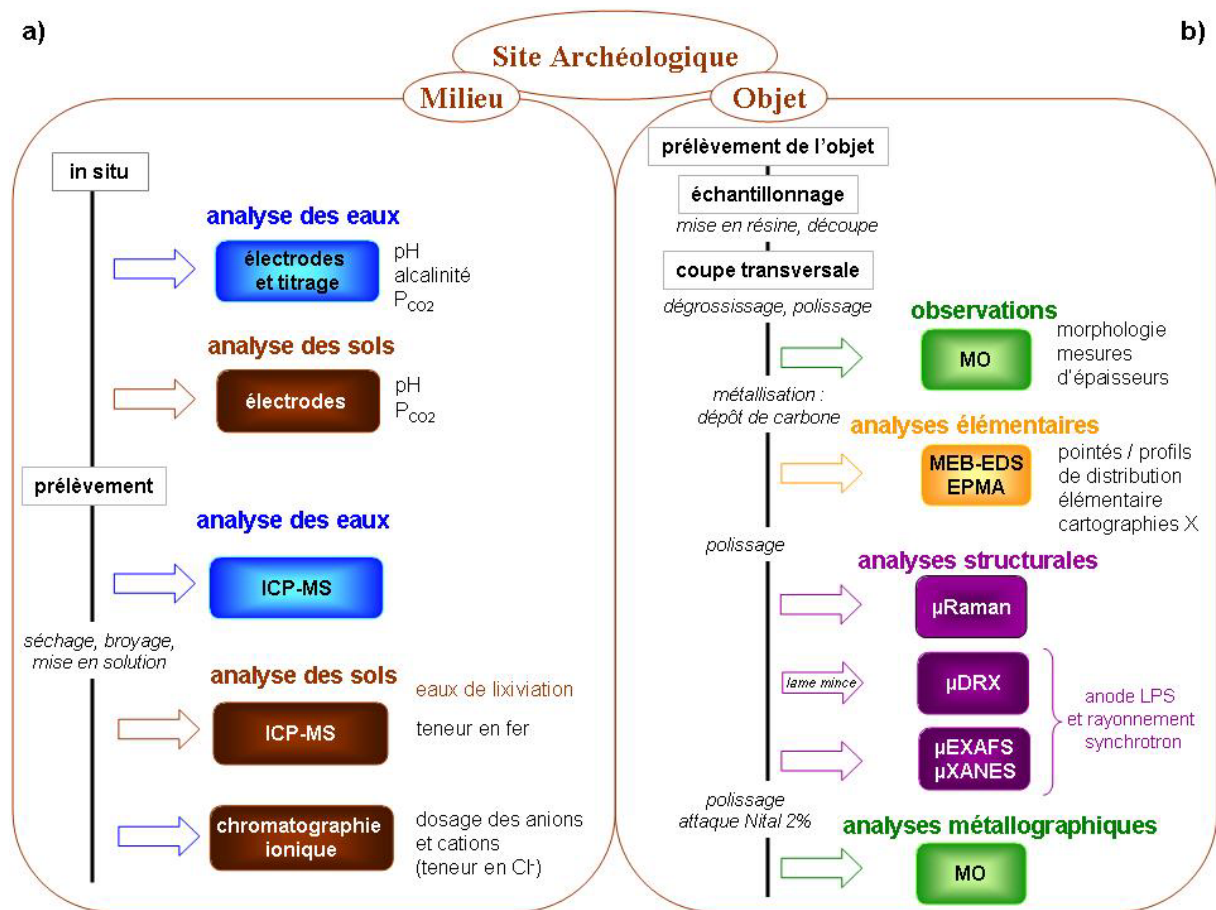 a)
b)
Site Archéologique
Milieu
Objet
in situ
analyse des eaux
électrodes
et titrage
pH
alcalinité
PCO2
analyse des sols
électrodes
pH
PCO2
prélèvement
analyse des eaux
ICP-MS
séchage, broyage,
mise en solution
analyse des sols
eaux de lixiviation
ICP-MS
teneur en fer
chromatographie
ionique
dosage des anions
et cations
(teneur en Cl-)
prélèvement de l'objet
échantillonnage
mise en résine, découpe
coupe transversale
dégrossissage, polissage
observations
MO
morphologie
mesures
d'épaisseurs
métallisation :
dépôt de carbone
analyses élémentaires
MEB-EDS
EPMA
pointés / profils
de distribution
élémentaire
cartographies X
polissage
analyses structurales
µRaman
lame mince
µDRX
µEXAFS
µXANES
anode LPS
et rayonnement
synchrotron
polissage
attaque Nital 2%
analyses métallographiques
MO